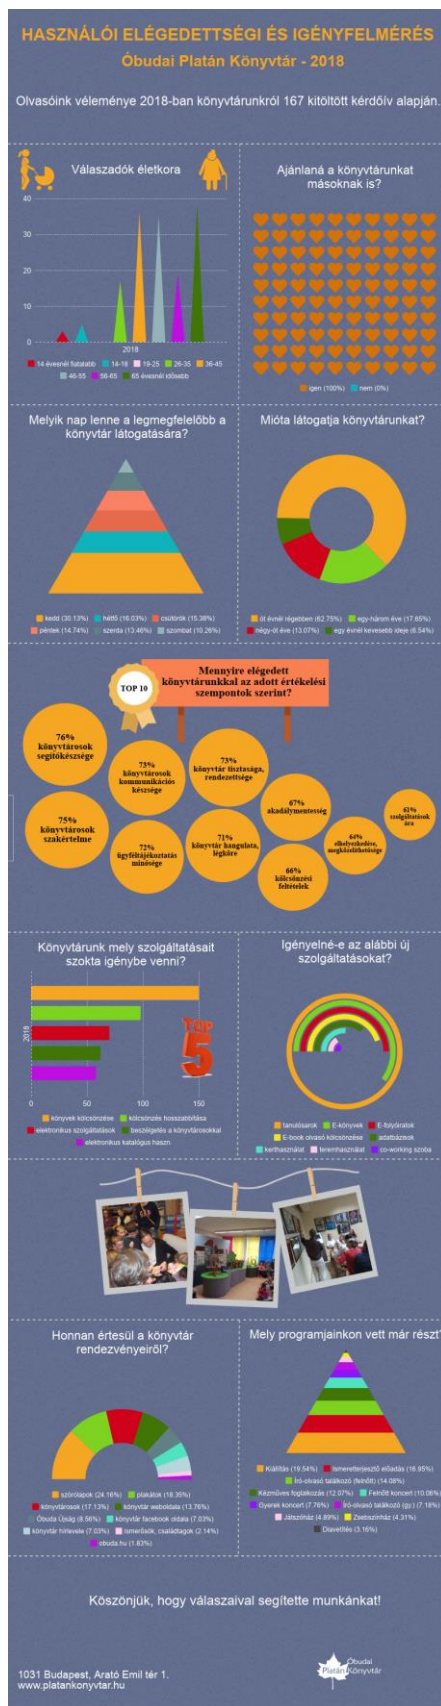 HASZNÁLÓI ELÉGEDETTSÉGI ÉS IGÉNYFELMÉRÉS
Óbudai Platán Könyvtár - 2018
Olvasóink véleménye 2018-ban könyvtárunkról 167 kitöltött kérdőív alapján.
Válaszadók életkora
40
30
20
10
0
2018
14 évesnél fiatalabb 14-18 19-25 26-35 36-45
46-55 56-65 65 évesnél idősebb
Ajánlaná a könyvtárunkat
másoknak is?
igen (100%) nem (0%)
Melyik nap lenne a legmegfelelőbb a
könyvtár látogatására?
kedd (30.13%) hétfő (16.03%) csütörtök (15.38%)
péntek (14.74%) szerda (13.46%) szombat (10.26%)
Mióta látogatja könyvtárunkat?
öt évnél régebben (62.75%) egy-három éve (17.65%)
négy-öt éve (13.07%) egy évnél kevesebb ideje (6.54%)
TOP 10
Mennyire elégedett
könyvtárunkkal az adott értékelési
szempontok szerint?
76%
könyvtárosok
segítőkészsége
73%
könyvtárosok
kommunikációs
készsége
73%
könyvtár tisztasága,
rendezettsége
67%
akadálymentesség
61%
szolgáltatások
ára
75%
könyvtárosok
szakértelme
72%
ügyféltájékoztatás
minősége
71%
könyvtár hangulata,
légköre
66%
kölcsönzési
feltételek
64%
elhelyezkedése,
megközelíthetősége
Könyvtárunk mely szolgáltatásait
szokta igénybe venni?
2018
TOP
5
0 50 100 150
könyvek kölcsönzése kölcsönzés hosszabbítása
elektronikus szolgáltatások beszélgetés a könyvtárosokkal
elektronikus katalógus haszn.
Igényelné-e az alábbi új
szolgáltatásokat?
tanulósarok E-könyvek E-folyóiratok
E-book olvasó kölcsönzése adatbázisok
kerthasználat teremhasználat co-working szoba
Honnan értesül a könyvtár
rendezvényeiről?
szórólapok (24.16%) plakátok (18.35%)
könyvtárosok (17.13%) könyvtár weboldala (13.76%)
Óbuda Újság (8.56%) könyvtár facebook oldala (7.03%)
könyvtár hírlevele (7.03%) ismerősök, családtagok (2.14%)
obuda.hu (1.83%)
Mely programjainkon vett már részt?
Kiállítás (19.54%) Ismeretterjesztő előadás (16.95%)
Író-olvasó találkozó (felnőtt) (14.08%)
Kézműves foglalkozás (12.07%) Felnőtt koncert (10.06%)
Gyerek koncert (7.76%) Író-olvasó találkozó (gy.) (7.18%)
Játszóház (4.89%) Zsebszínház (4.31%)
Diavetítés (3.16%)
Köszönjük, hogy válaszaival segítette munkánkat!
1031 Budapest, Arató Emil tér 1.
www.platankonyvtar.hu
Óbudai
Platán Könyvtár